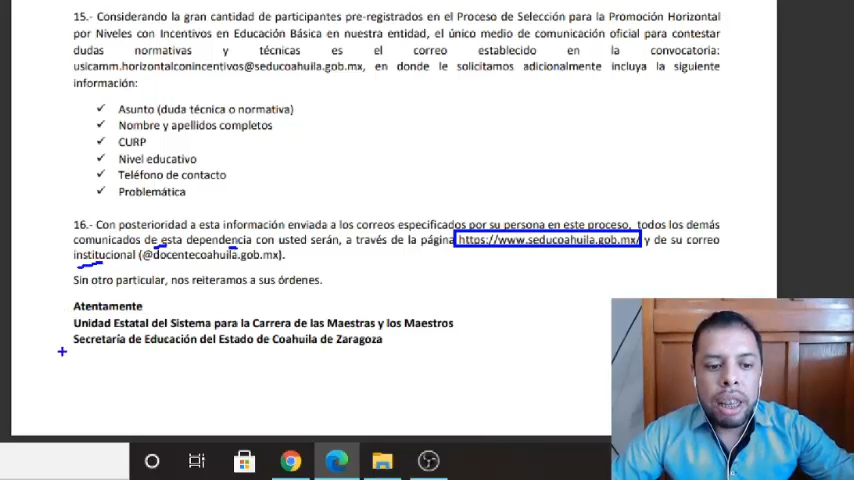 15.- Considerando la gran cantidad de participantes pre-registrados en el Proceso de Selección para la Promoción Horizontal
por Niveles con Incentivos en Educación Básica en nuestra entidad, el único medio de comunicación oficial para contestar
dudas normativas y técnicas es el correo establecido en la convocatoria:
usicamm.horizontalconincentivos@seducoahuila.gob.mx, en donde le solicitamos adicionalmente incluya la siguiente
información:
✓ Asunto (duda técnica o normativa)
✓ Nombre y apellidos completos
✓ CURP
✓ Nivel educativo
✓ Teléfono de contacto
✓ Problemática
16.- Con posterioridad a esta información enviada a los correos especificados por su persona en este proceso, todos los demás
comunicados de esta dependencia con usted serán, a través de la página https://www.seducoahuila.gob.mx/ y de su correo
institucional (@docentecoahuila.gob.mx).
Sin otro particular, nos reiteramos a sus órdenes.
Atentamente
Unidad Estatal del Sistema para la Carrera de las Maestras y los Maestros
Secretaría de Educación del Estado de Coahuila de Zaragoza